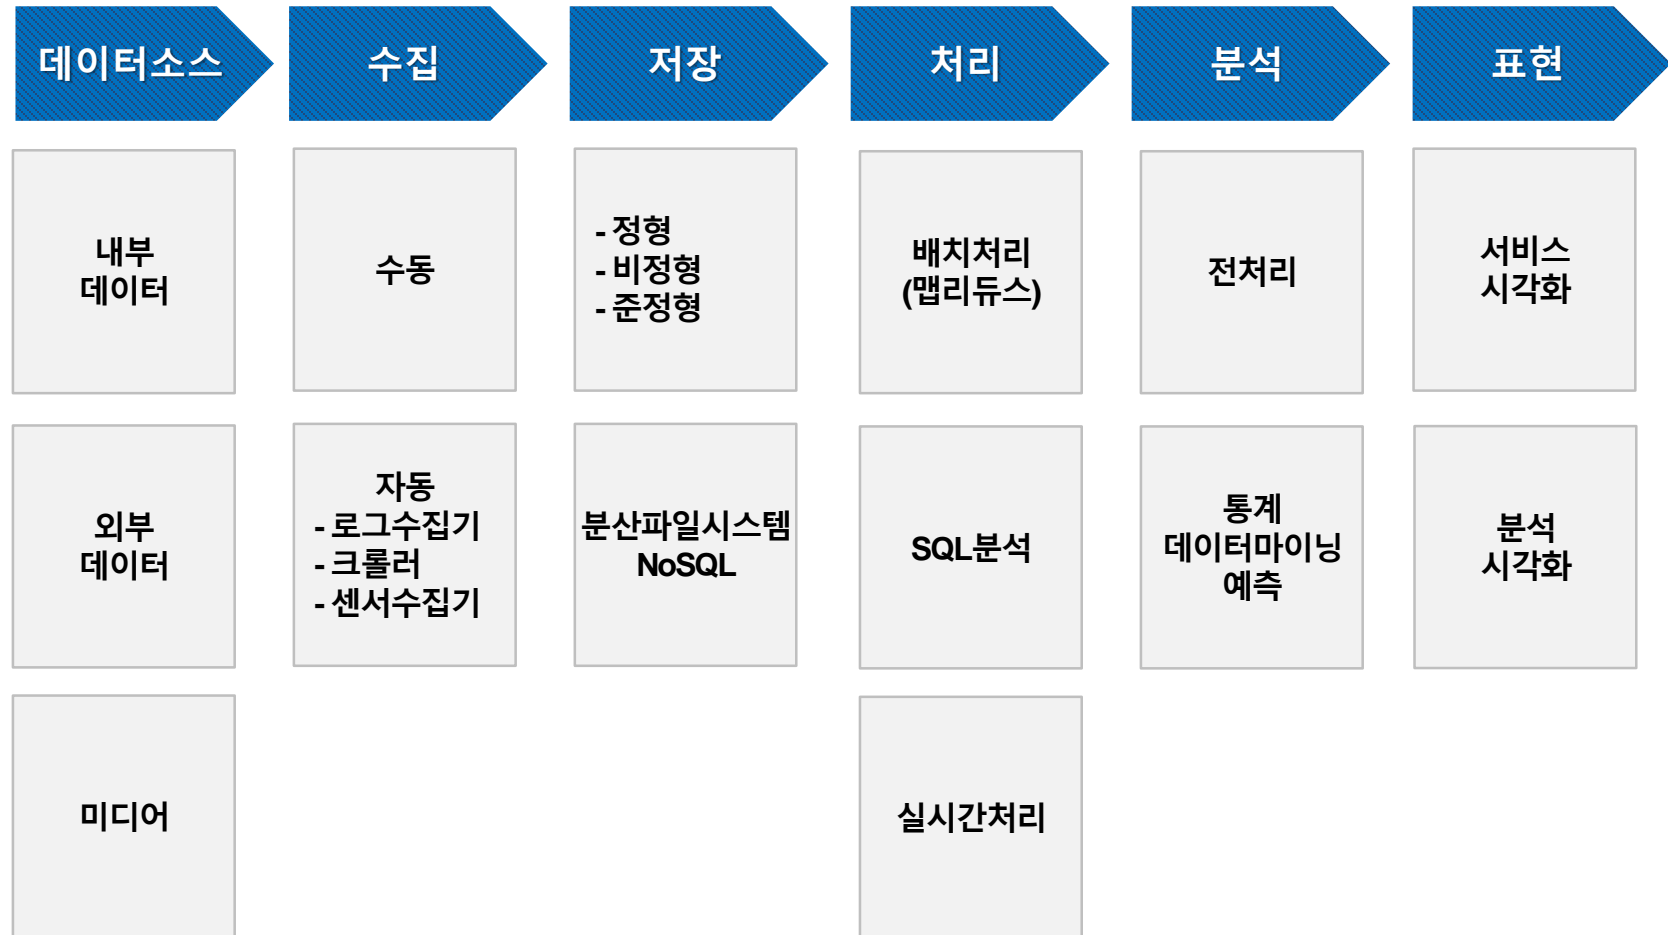 데이터소스
수집
저장
처리
분석
표현
내부
데이터
수동
- 정형
- 비정형
- 준정형
배치처리
(맵리듀스)
전처리
서비스
시각화
외부
데이터
자동
- 로그수집기
- 크롤러
- 센서수집기
분산파일시스템
NoSQL
SQL분석
통계
데이터마이닝
예측
분석
시각화
미디어
실시간처리